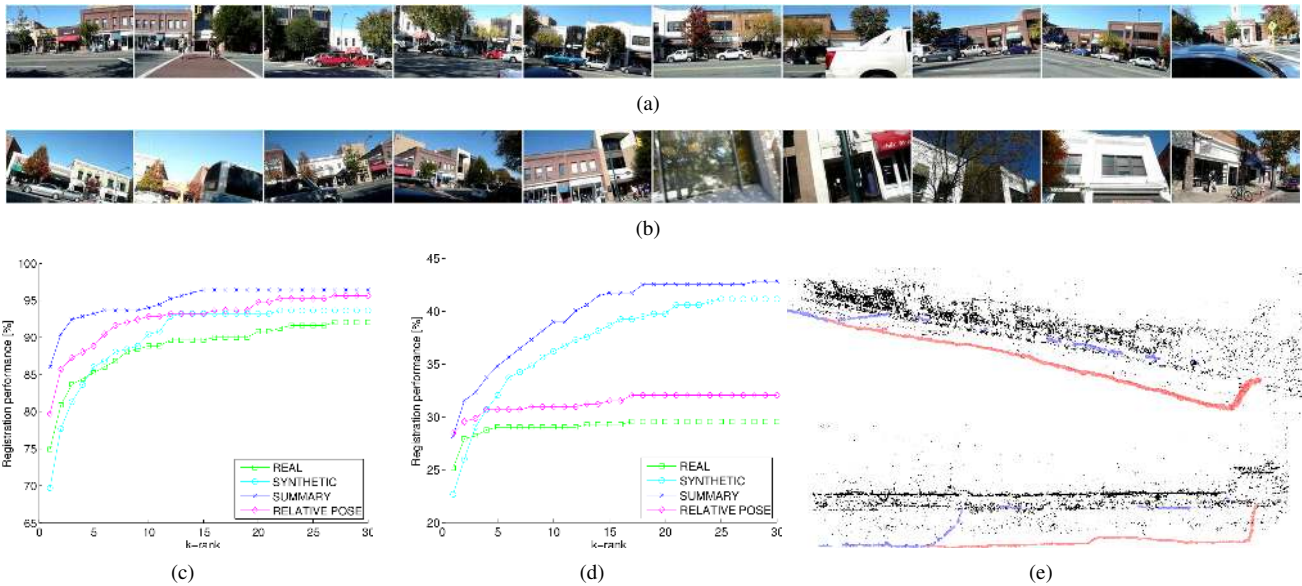 (a)
(b)
Registration performance [%]
100
95
90
85
80
75
70
65
0 5 10 15 20 25 30
k-rank
REAL
SYNTHETIC
SUMMARY
RELATIVE POSE
(c)
Registration performance [%]
45
40
35
30
25
20
0 5 10 15 20 25 30
k-rank
REAL
SYNTHETIC
SUMMARY
RELATIVE POSE
(d)
(e)